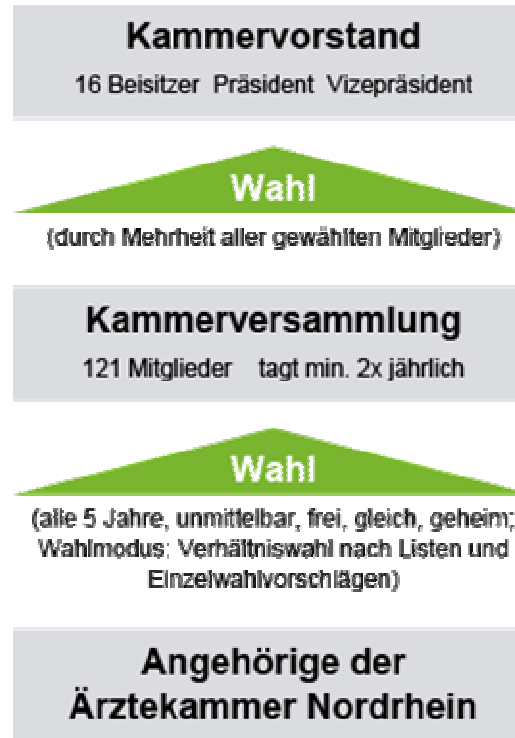 Kammervorstand
16 Beisitzer Präsident Vizepräsident
Wahl
(durch Mehrheit aller gewählten Mitglieder)
Kammerversammlung
121 Mitglieder tagt min. 2x jährlich
Wahl
(alle 5 Jahre, unmittelbar, frei, gleich, geheim;
Wahlmodus: Verhältniswahl nach Listen und
Einzelwahlvorschlägen)
Angehörige der
Ärztekammer Nordrhein